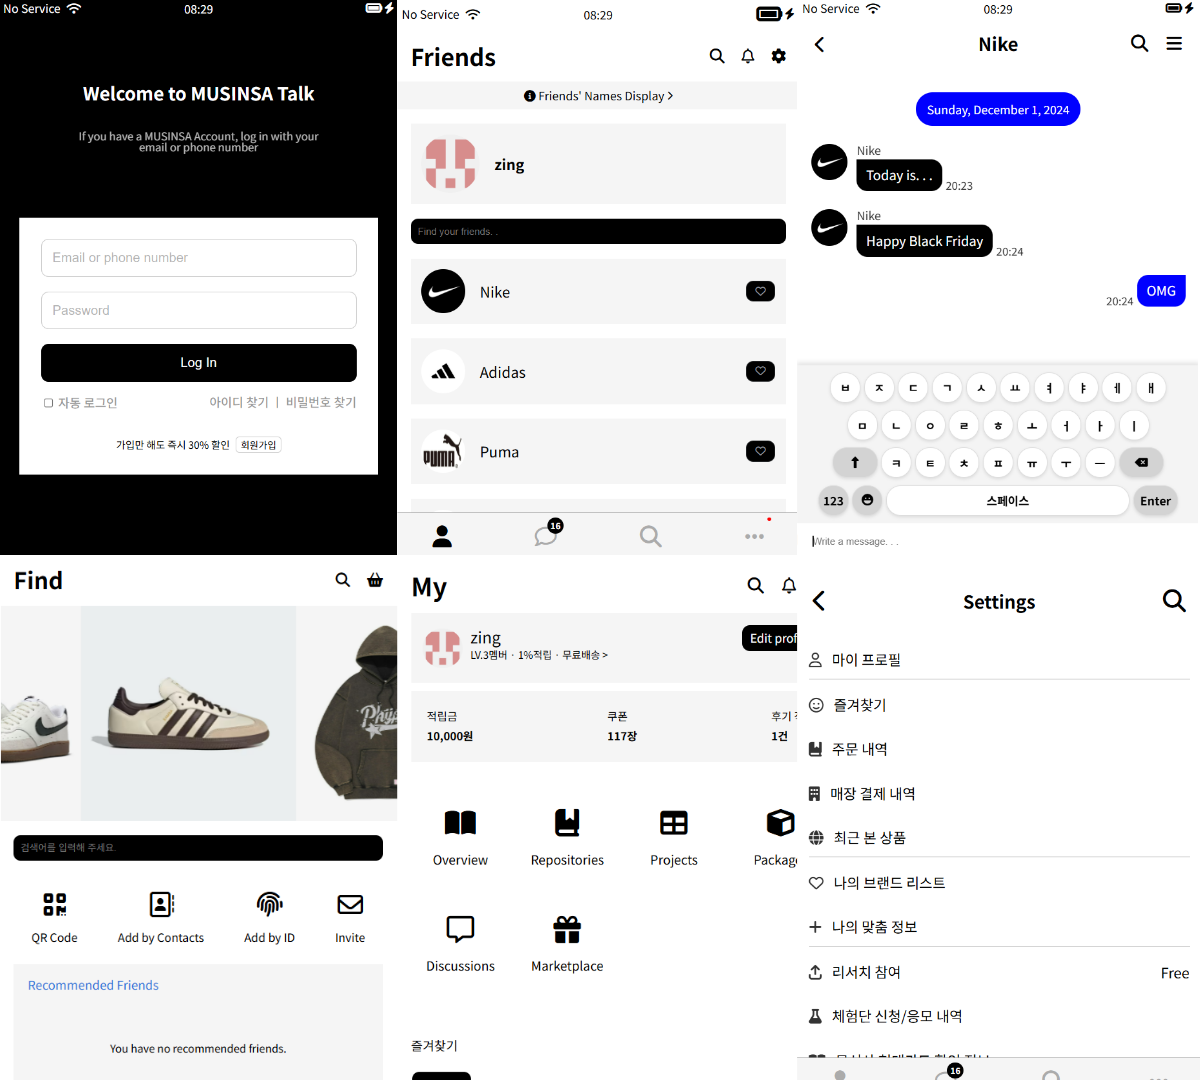 No Service
08:29
Welcome to MUSINSA Talk
If you have a MUSINSA Account, log in with your
email or phone number
Email or phone number
Password
Log In
자동 로그인
아이디 찾기 | 비밀번호 찾기
가입만 해도 즉시 30% 할인 회원가입
No Service
08:29
Friends
Friends' Names Display >
zing
Find your friends. .
Nike
Adidas
PUMA
Puma
16
No Service
08:29
Nike
Sunday, December 1, 2024
Nike
Today is. . .
20:23
Nike
Happy Black Friday
20:24
20:24
OMG
ㅂ ㅈ ㄷ ㄱ ㅅ ㅛ ㅕ ㅑ ㅔ ㅐ
ㅁ ㄴ ㅇ ㄹ ㅎ ㅗ ㅓ ㅏ ㅣ
ㅋ ㅌ ㅊ ㅍ ㅠ ㅜ ㅡ
123 스페이스 Enter
Write a message. . .
Find
검색어를 입력해 주세요.
QR Code
Add by Contacts
Add by ID
Invite
Recommended Friends
You have no recommended friends.
My
zing
LV.3멤버 · 1%적립 · 무료배송 >
Edit prof
적립금
10,000원
쿠폰
117장
후기
1건
Overview
Repositories
Projects
Package
Discussions
Marketplace
즐겨찾기
Settings
마이 프로필
즐겨찾기
주문 내역
매장 결제 내역
최근 본 상품
나의 브랜드 리스트
나의 맞춤 정보
리서치 참여
Free
체험단 신청/응모 내역
16